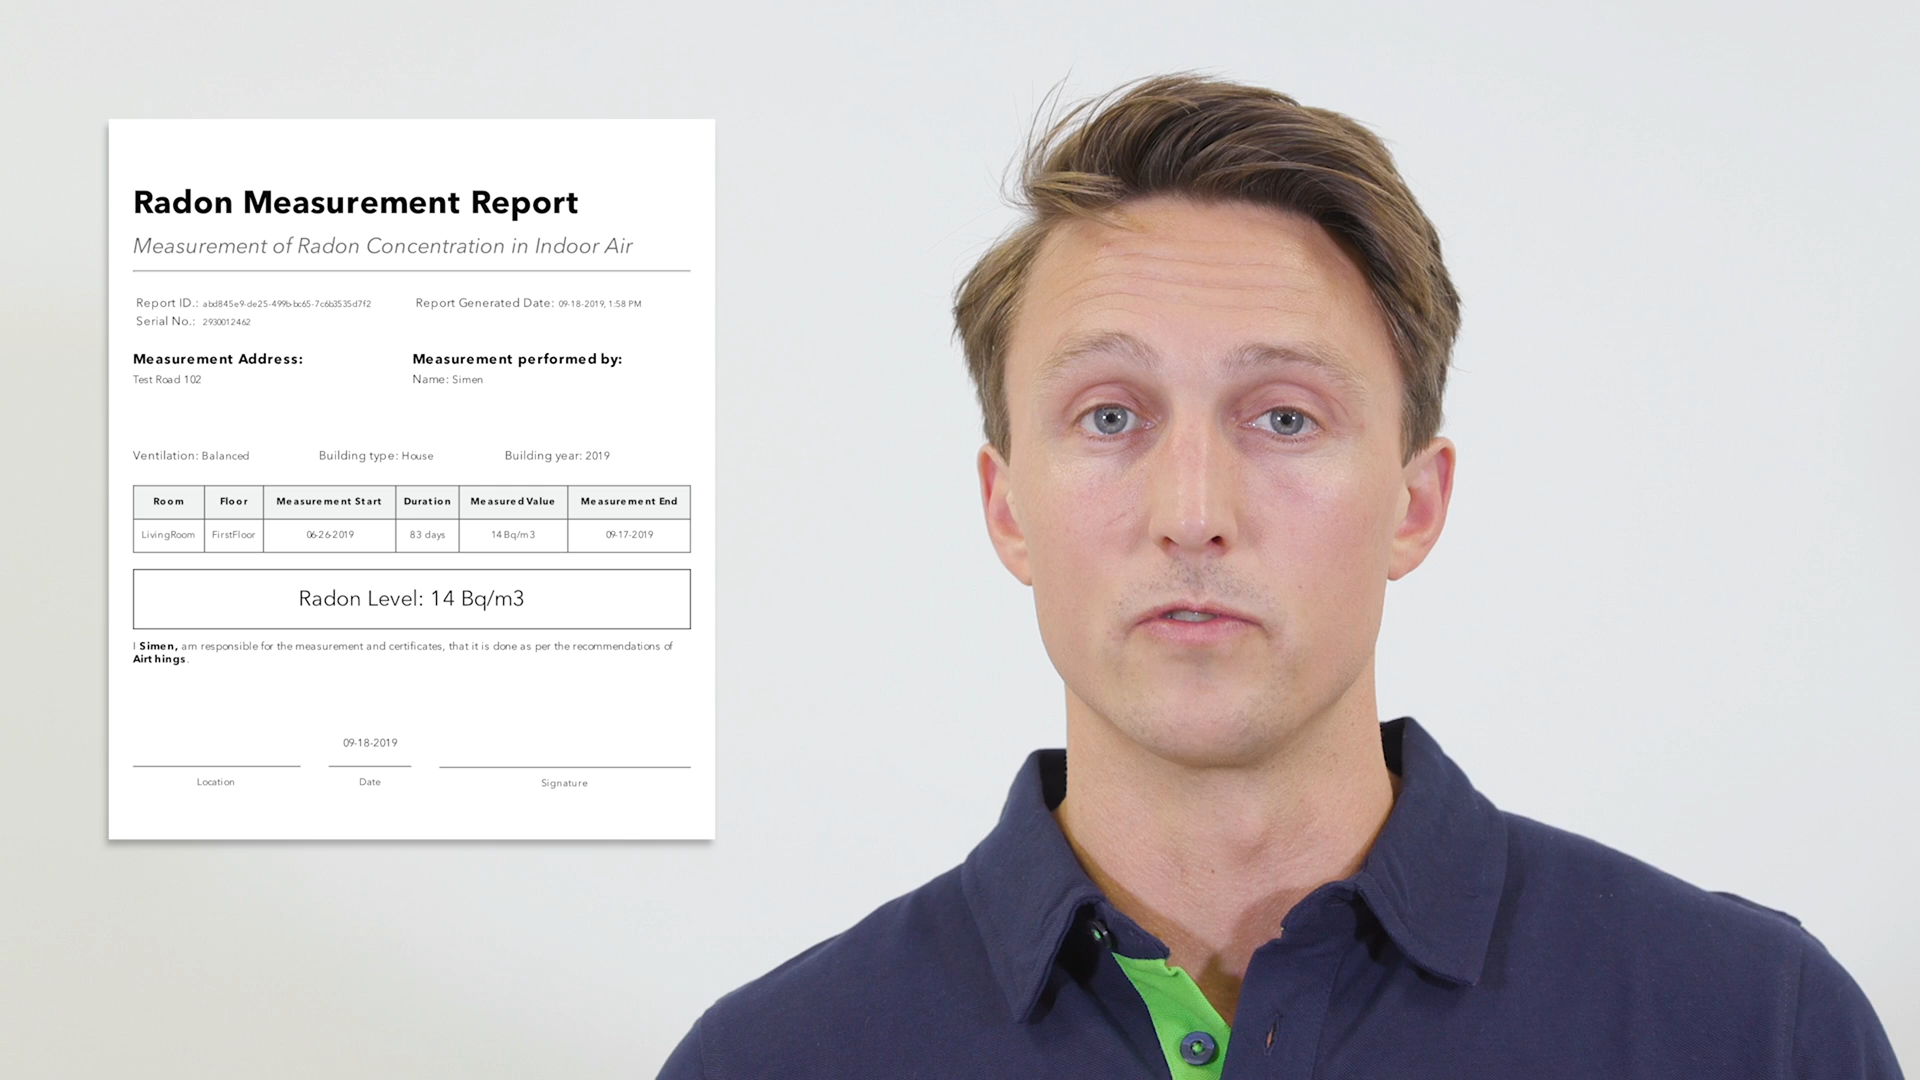 Radon Measurement Report
Measurement of Radon Concentration in Indoor Air
Report ID.: abd845e9-de25-499b-bc65-7c6b3535d7f2 Report Generated Date: 09-18-2019, 1:58 PM
Serial No.: 2930012462
Measurement Address: Measurement performed by:
Test Road 102 Name: Simen
Ventilation: Balanced Building type: House Building year: 2019
Room Floor Measurement Start Duration Measured Value Measurement End
LivingRoom FirstFloor 06-26-2019 83 days 14 Bq/m3 09-17-2019
Radon Level: 14 Bq/m3
I Simen, am responsible for the measurement and certificates, that it is done as per the recommendations of
Airthings.
09-18-2019
Location Date Signature